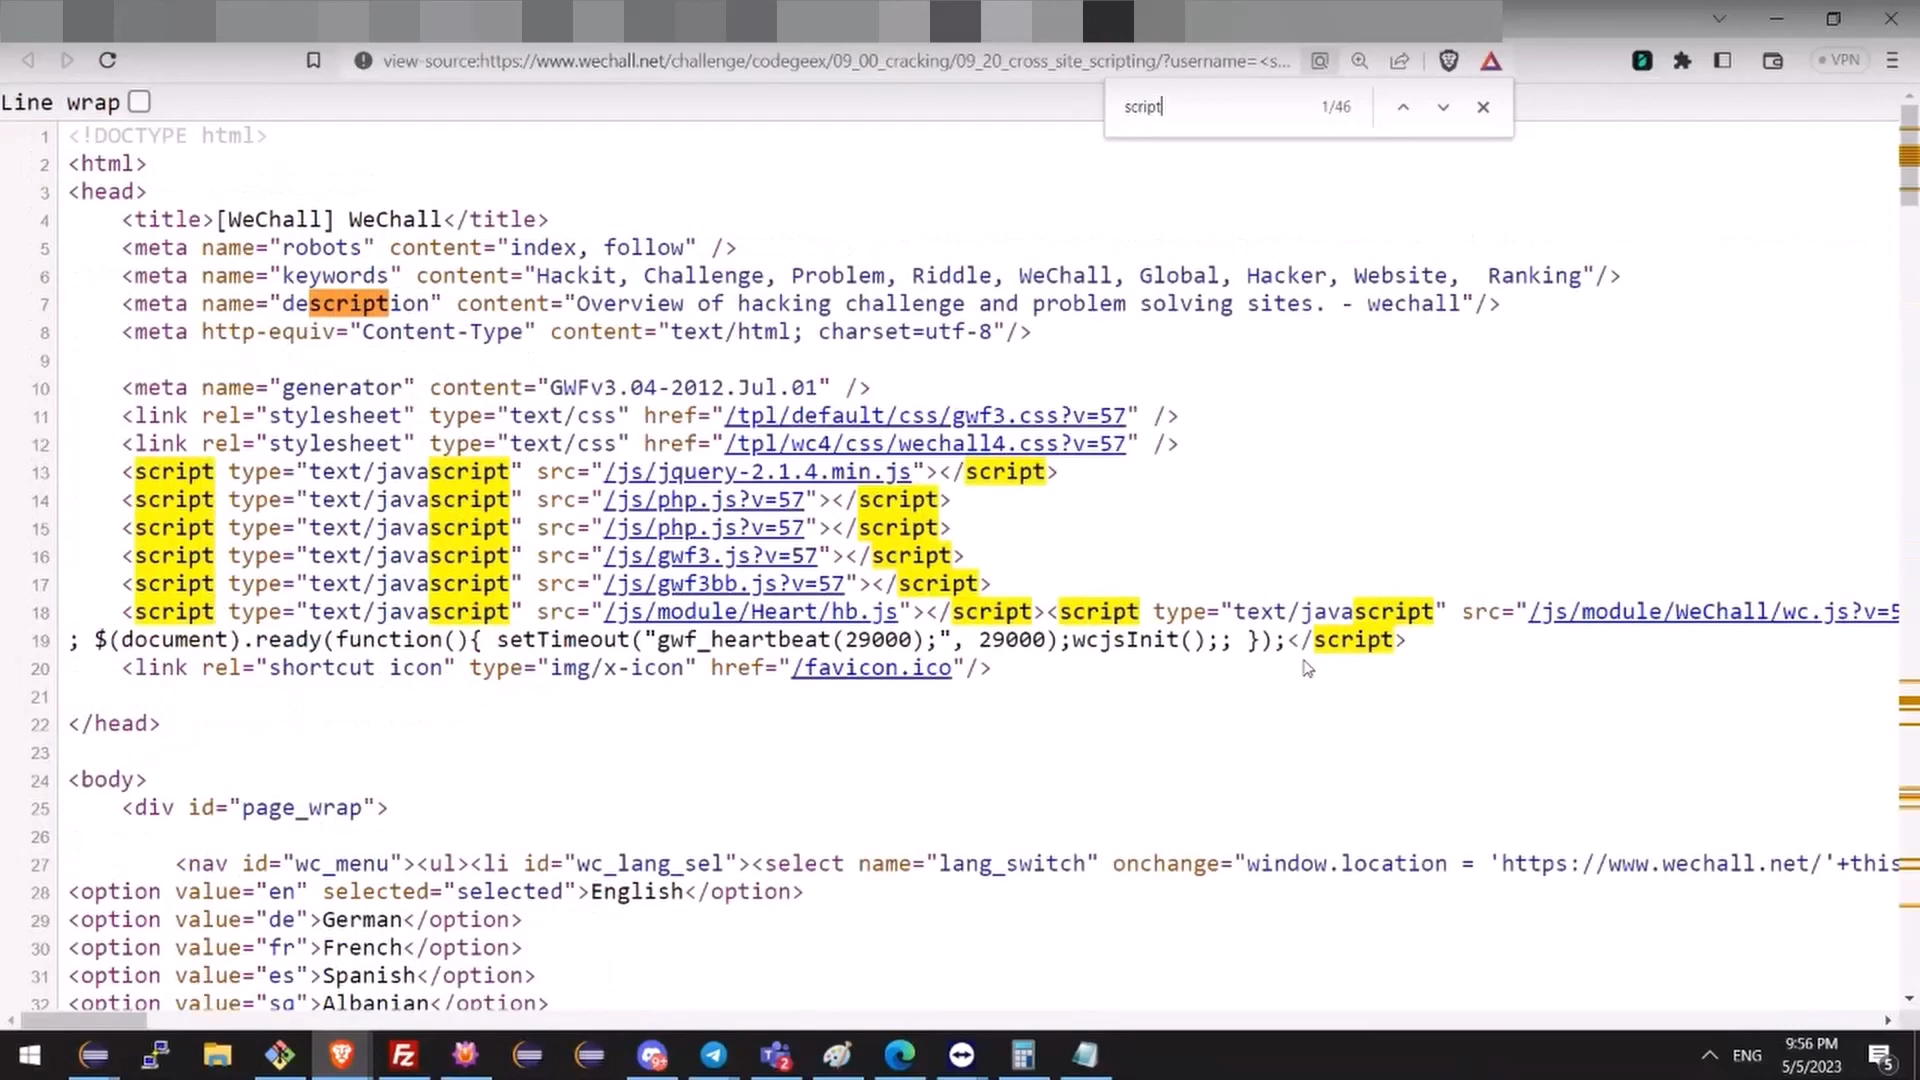 view-source:https://www.wechall.net/challenge/codegeex/09_00_cracking/09_20_cross_site_scripting/?username=<s...
VPN
Line wrap
script 1/46
1 <!DOCTYPE html>
2 <html>
3 <head>
4 <title>[WeChall] WeChall</title>
5 <meta name="robots" content="index, follow" />
6 <meta name="keywords" content="Hackit, Challenge, Problem, Riddle, WeChall, Global, Hacker, Website,  Ranking"/>
7 <meta name="description" content="Overview of hacking challenge and problem solving sites. - wechall"/>
8 <meta http-equiv="Content-Type" content="text/html; charset=utf-8"/>
9
10 <meta name="generator" content="GWFv3.04-2012.Jul.01" />
11 <link rel="stylesheet" type="text/css" href="/tpl/default/css/gwf3.css?v=57" />
12 <link rel="stylesheet" type="text/css" href="/tpl/wc4/css/wechall4.css?v=57" />
13 <script type="text/javascript" src="/js/jquery-2.1.4.min.js"></script>
14 <script type="text/javascript" src="/js/php.js?v=57"></script>
15 <script type="text/javascript" src="/js/php.js?v=57"></script>
16 <script type="text/javascript" src="/js/gwf3.js?v=57"></script>
17 <script type="text/javascript" src="/js/gwf3bb.js?v=57"></script>
18 <script type="text/javascript" src="/js/module/Heart/hb.js"></script><script type="text/javascript" src="/js/module/WeChall/wc.js?v=5
19 ; $(document).ready(function(){ setTimeout("gwf_heartbeat(29000);", 29000);wcjsInit();; });</script>
20 <link rel="shortcut icon" type="img/x-icon" href="/favicon.ico"/>
21
22 </head>
23
24 <body>
25 <div id="page_wrap">
26
27 <nav id="wc_menu"><ul><li id="wc_lang_sel"><select name="lang_switch" onchange="window.location = 'https://www.wechall.net/'+this
28 <option value="en" selected="selected">English</option>
29 <option value="de">German</option>
30 <option value="fr">French</option>
31 <option value="es">Spanish</option>
32 <option value="sq">Albanian</option>
9+
2
ENG
9:56 PM
5/5/2023
5